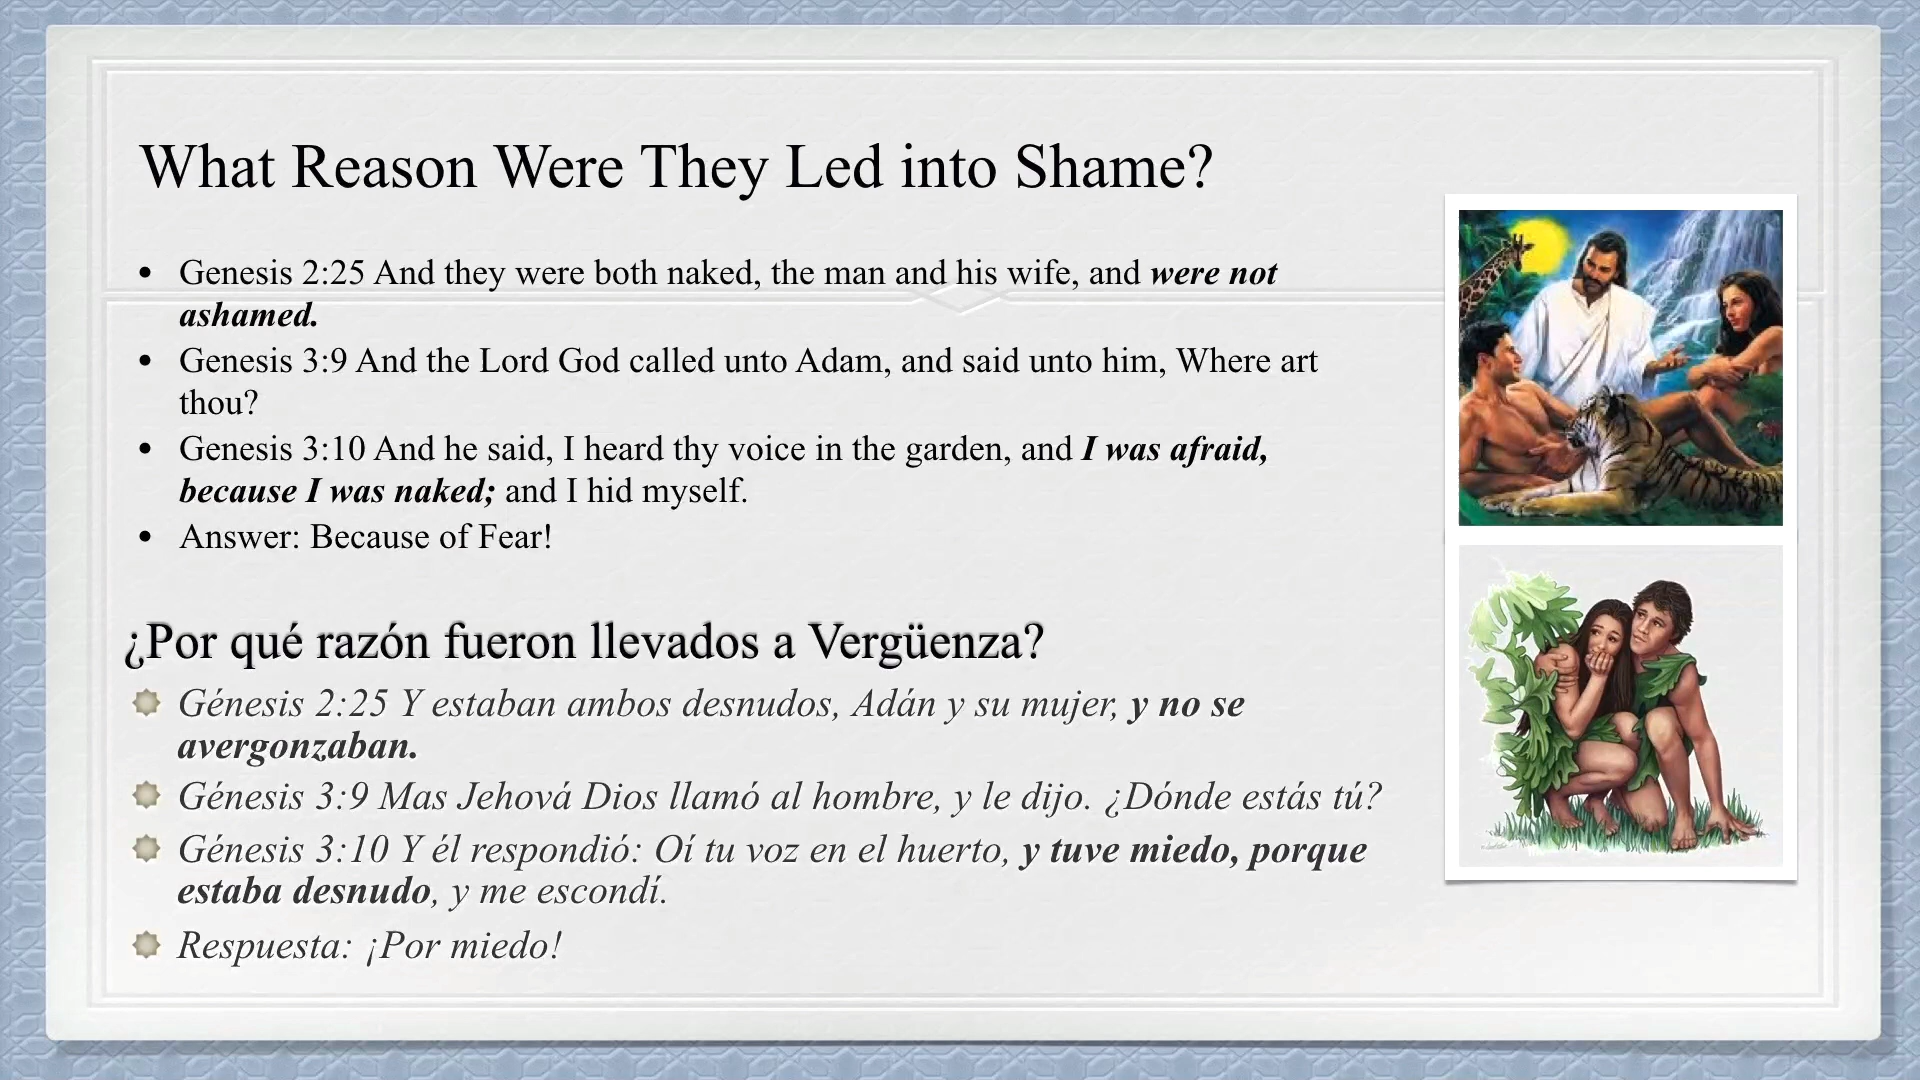 What Reason Were They Led into Shame?
• Genesis 2:25 And they were both naked, the man and his wife, and were not
ashamed.
• Genesis 3:9 And the Lord God called unto Adam, and said unto him, Where art
thou?
• Genesis 3:10 And he said, I heard thy voice in the garden, and I was afraid,
because I was naked; and I hid myself.
• Answer: Because of Fear!
¿Por qué razón fueron llevados a Vergüenza?
Génesis 2:25 Y estaban ambos desnudos, Adán y su mujer, y no se
avergonzaban.
Génesis 3:9 Mas Jehová Dios llamó al hombre, y le dijo. ¿Dónde estás tú?
Génesis 3:10 Y él respondió: Oí tu voz en el huerto, y tuve miedo, porque
estaba desnudo, y me escondí.
Respuesta: ¡Por miedo!